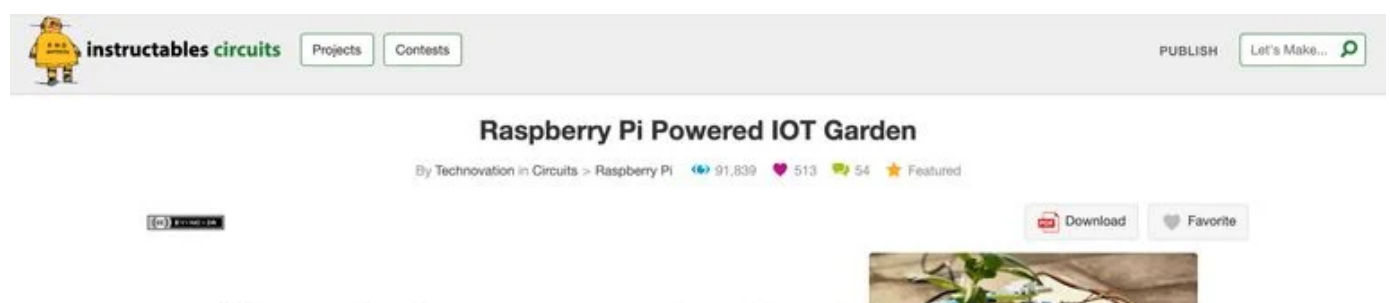 instructables circuits Projects Contests PUBLISH Let's Make...
Raspberry Pi Powered IOT Garden
By Technovation in Circuits > Raspberry Pi 91,839 513 54 Featured
Download Favorite